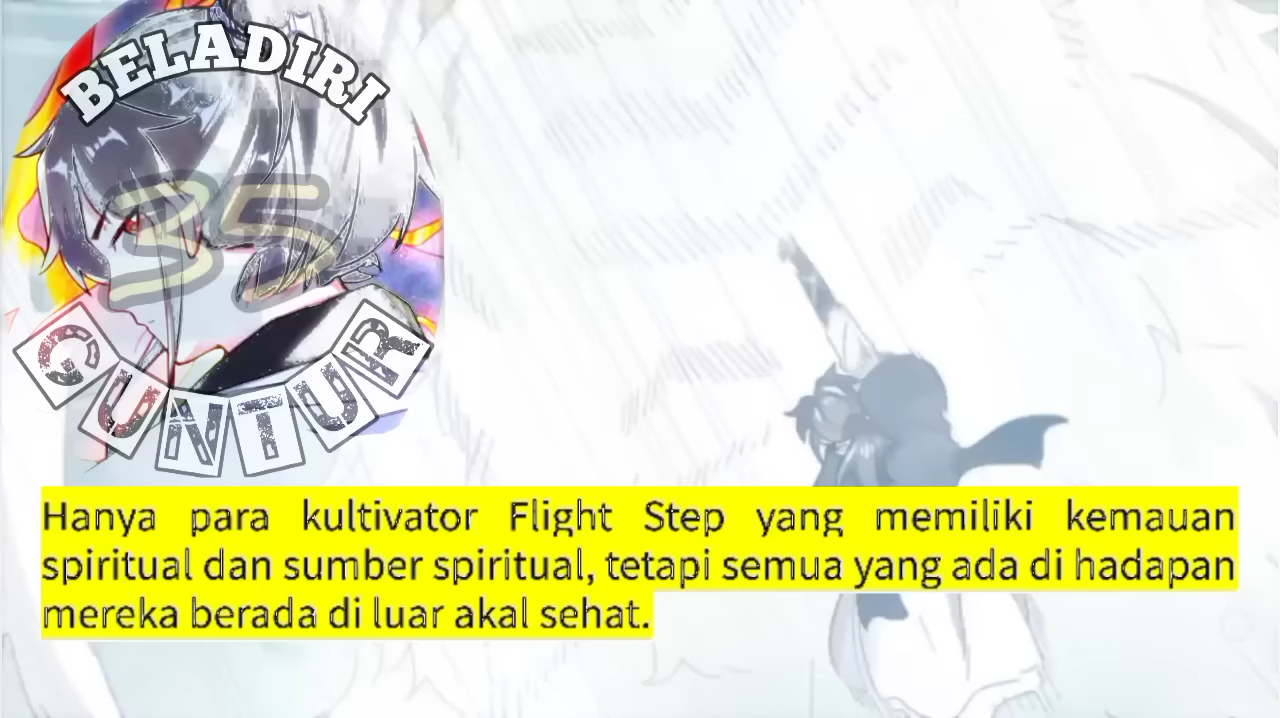 BELADIRI
35
GUNTUR
Hanya para kultivator Flight Step yang memiliki kemauan
spiritual dan sumber spiritual, tetapi semua yang ada di hadapan
mereka berada di luar akal sehat.